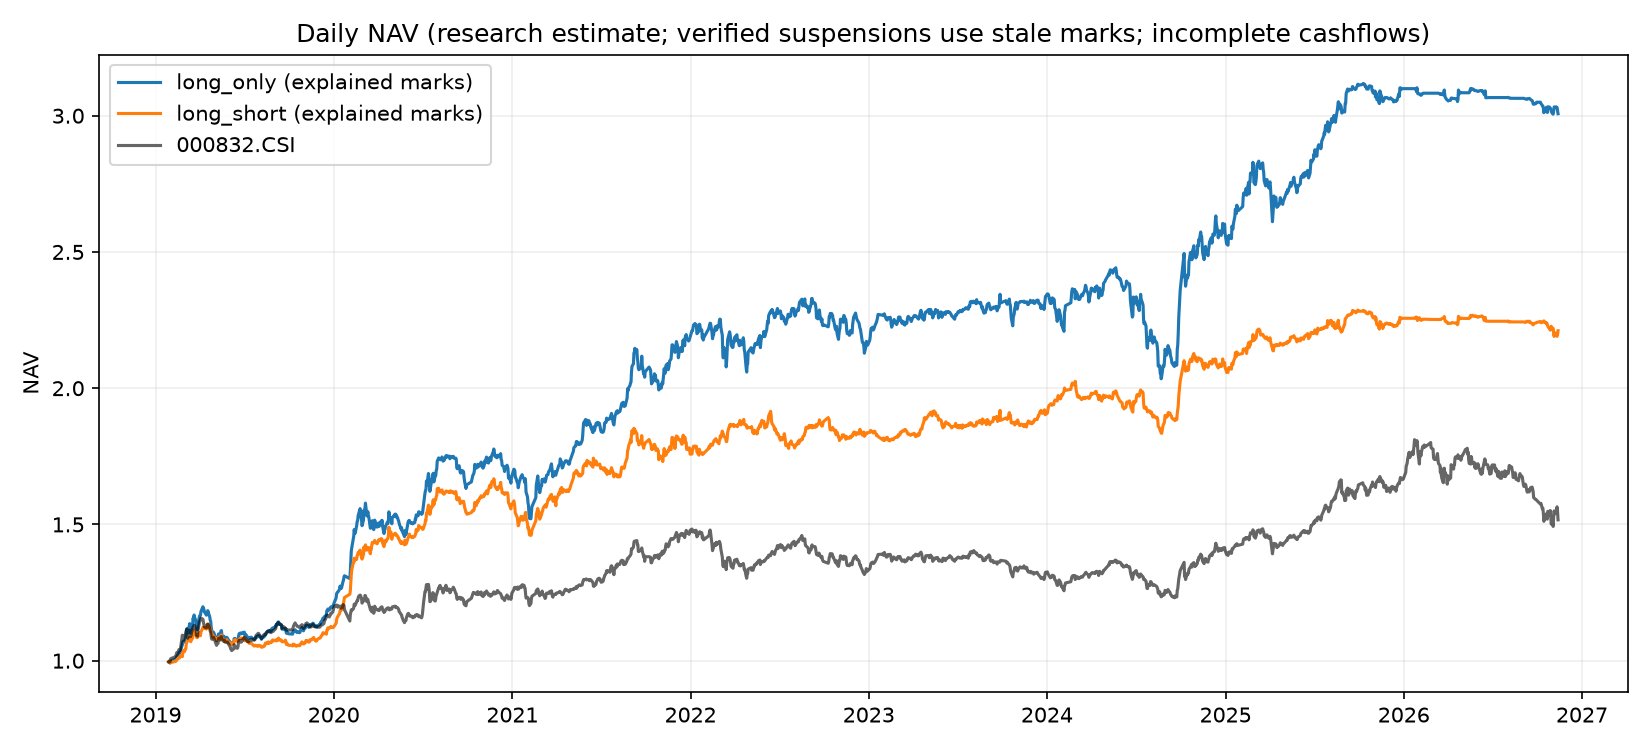 Daily NAV (research estimate; verified suspensions use stale marks; incomplete cashflows)
long_only (explained marks)
long_short (explained marks)
000832.CSI
NAV
3.0
2.5
2.0
1.5
1.0
2019 2020 2021 2022 2023 2024 2025 2026 2027